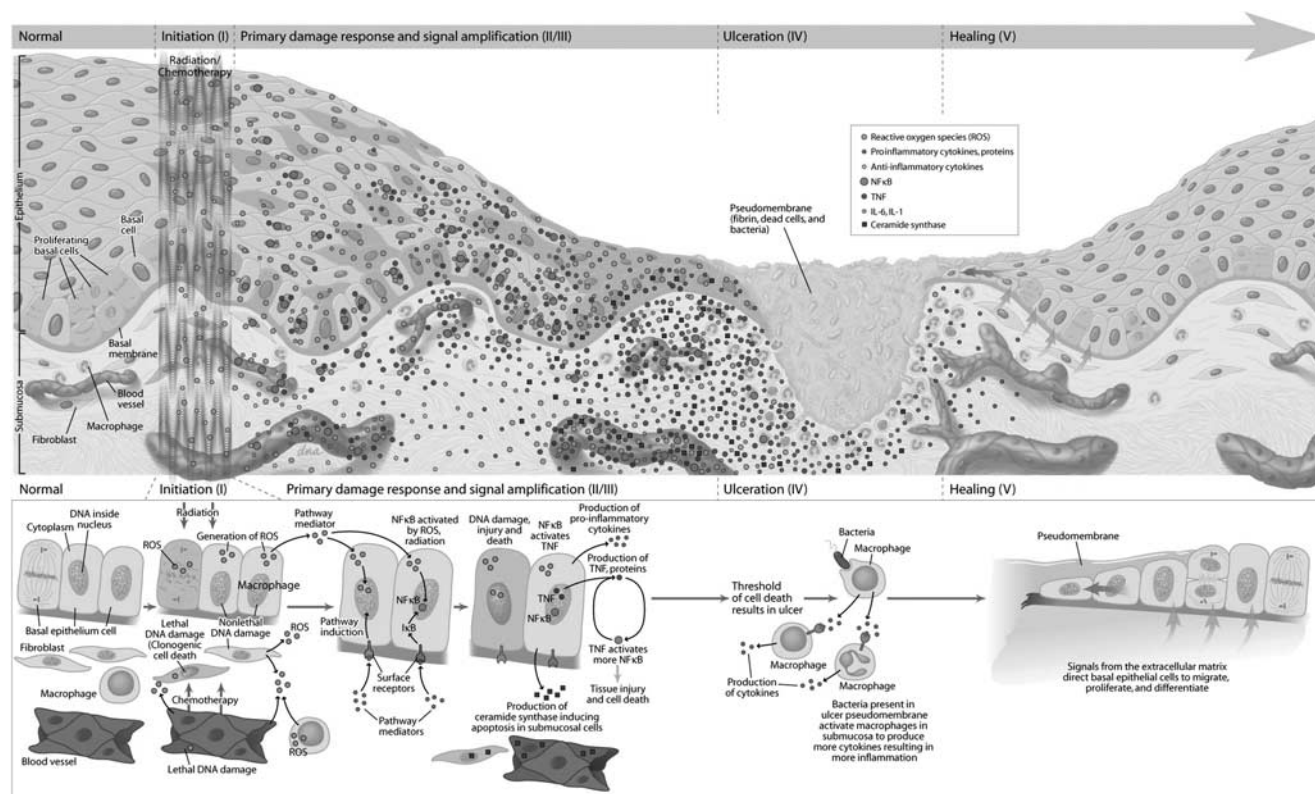 Normal
Initiation (I)
Primary damage response and signal amplification (II/III)
Ulceration (IV)
Healing (V)
Radiation/
Chemotherapy
Epithelium
Submucosa
Proliferating
basal cells
Basal
cell
Basal
membrane
Blood
vessel
Macrophage
Fibroblast
dna
Pseudomembrane
(fibrin, dead cells, and
bacteria)
Reactive oxygen species (ROS)
Proinflammatory cytokines, proteins
Anti-inflammatory cytokines
NFκB
TNF
IL-6, IL-1
Ceramide synthase
Normal
Initiation (I)
Primary damage response and signal amplification (II/III)
Ulceration (IV)
Healing (V)
Cytoplasm
DNA inside
nucleus
Basal epithelium cell
Fibroblast
Macrophage
Blood vessel
Radiation
ROS
Generation of ROS
Macrophage
Lethal
DNA damage
(Clonogenic
cell death
Nonlethal
DNA damage
ROS
Chemotherapy
ROS
Lethal DNA damage
Pathway
mediator
NFκB activated
by ROS,
radiation
NFκB
IκB
Pathway
induction
Surface
receptors
Pathway
mediators
DNA damage,
injury and
death
NFκB
activates
TNF
TNF
NFκB
Production of
pro-inflammatory
cytokines
Production of
TNF, proteins
TNF activates
more NFκB
Tissue injury
and cell death
Production of
ceramide synthase inducing
apoptosis in submucosal cells
Threshold
of cell death
results in ulcer
Bacteria
Macrophage
Macrophage
Production
of cytokines
Macrophage
Bacteria present in
ulcer pseudomembrane
activate macrophages in
submucosa to produce
more cytokines resulting in
more inflammation
Pseudomembrane
Signals from the extracellular matrix
direct basal epithelial cells to migrate,
proliferate, and differentiate